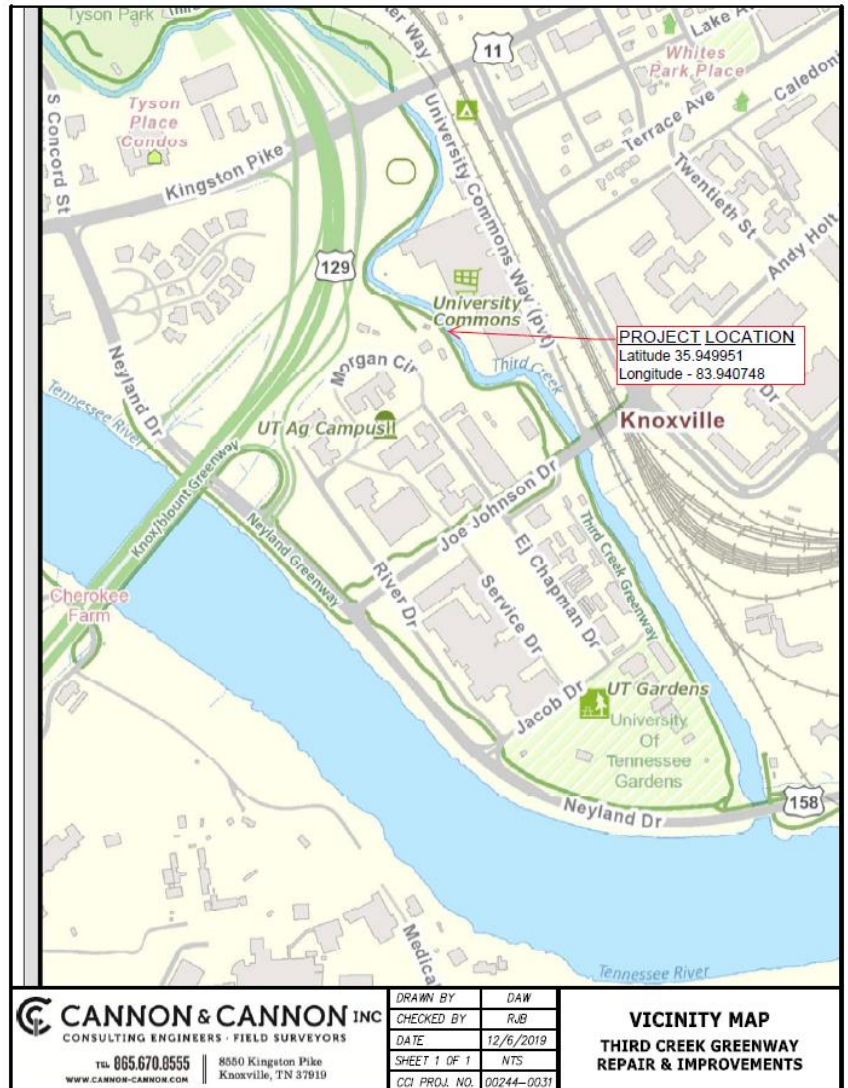 Tyson Park
11
Lake A
Whites
Park Place
Caledoni
Terrace Ave
Twentieth St
Andy Holt
S Concord St
Tyson
Place
Condos
Kingston Pike
University Commons Way (pvt)
129
University
Commons
PROJECT LOCATION
Latitude 35.949951
Longitude - 83.940748
Dr
Knoxville
Third Creek
Morgan Cir
Neyland Dr
Tennessee River
UT Ag Campus
Knox/blount Greenway
Neyland Greenway
Joe Johnson Dr
Third Creek Greenway
Cherokee
Farm
River Dr
Service Dr
EJ Chapman Dr
Jacob Dr
UT Gardens
University
Of
Tennessee
Gardens
158
Neyland Dr
Medical
Tennessee River
CANNON & CANNON INC
CONSULTING ENGINEERS · FIELD SURVEYORS
TEL 865.670.8555
WWW.CANNON-CANNON.COM
8550 Kingston Pike
Knoxville, TN 37919
DRAWN BY DAW
CHECKED BY RJB
DATE 12/6/2019
SHEET 1 OF 1 NTS
CCI PROJ. NO. 00244-0031
VICINITY MAP
THIRD CREEK GREENWAY
REPAIR & IMPROVEMENTS